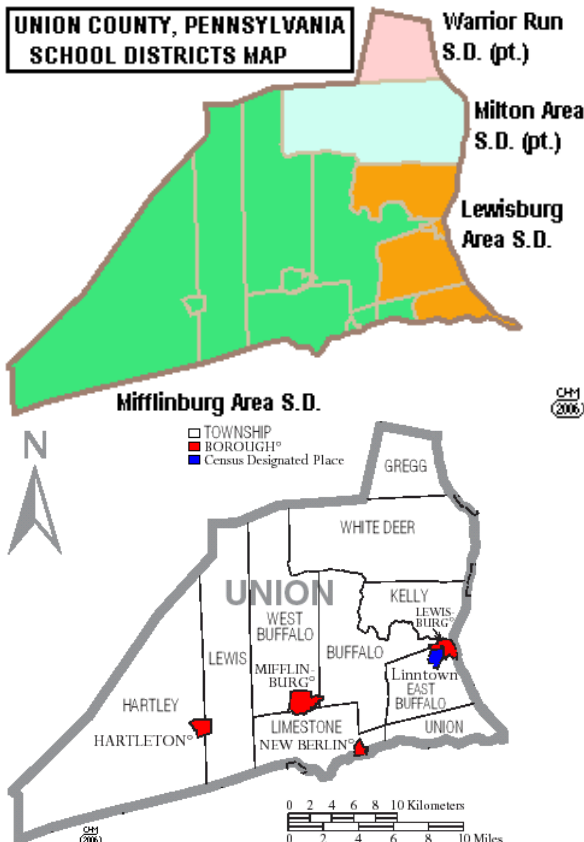 UNION COUNTY, PENNSYLVANIA
SCHOOL DISTRICTS MAP
Warrior Run
S.D. (pt.)
Milton Area
S.D. (pt.)
Lewisburg
Area S.D.
Mifflinburg Area S.D.
CHM
(2006)
N
TOWNSHIP
BOROUGH°
Census Designated Place
GREGG
WHITE DEER
UNION
KELLY
LEWIS-
BURG°
WEST
BUFFALO
BUFFALO
LEWIS
MIFFLIN-
BURG°
Linntown
EAST
BUFFALO
HARTLEY
HARTLETON°
LIMESTONE
NEW BERLIN°
UNION
0 2 4 6 8 10 Kilometers
0 2 4 6 8 10 Miles
CHM
(2006)